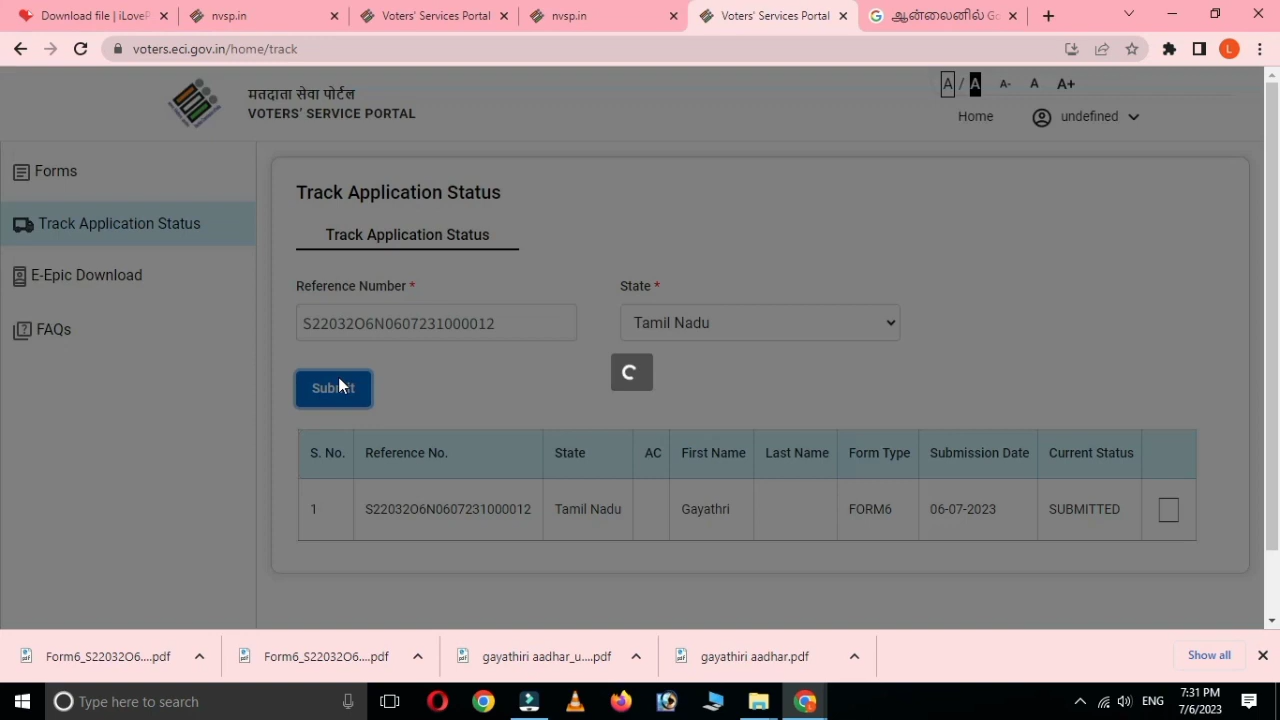 Download file | iLoveP
nvsp.in
Voters' Services Portal
nvsp.in
Voters' Services Portal
voters.eci.gov.in/home/track
L
मतदाता सेवा पोर्टल
VOTERS' SERVICE PORTAL
A / A A- A A+
Home
undefined
Forms
Track Application Status
E-Epic Download
FAQs
Track Application Status
Track Application Status
Reference Number *
State *
S22032O6N0607231000012
Tamil Nadu
Submit
S. No. Reference No. State AC First Name Last Name Form Type Submission Date Current Status
1 S22032O6N0607231000012 Tamil Nadu Gayathri FORM6 06-07-2023 SUBMITTED
Form6_S22032O6....pdf
Form6_S22032O6....pdf
gayathiri aadhar_u....pdf
gayathiri aadhar.pdf
Show all
Type here to search
ENG
7:31 PM
7/6/2023